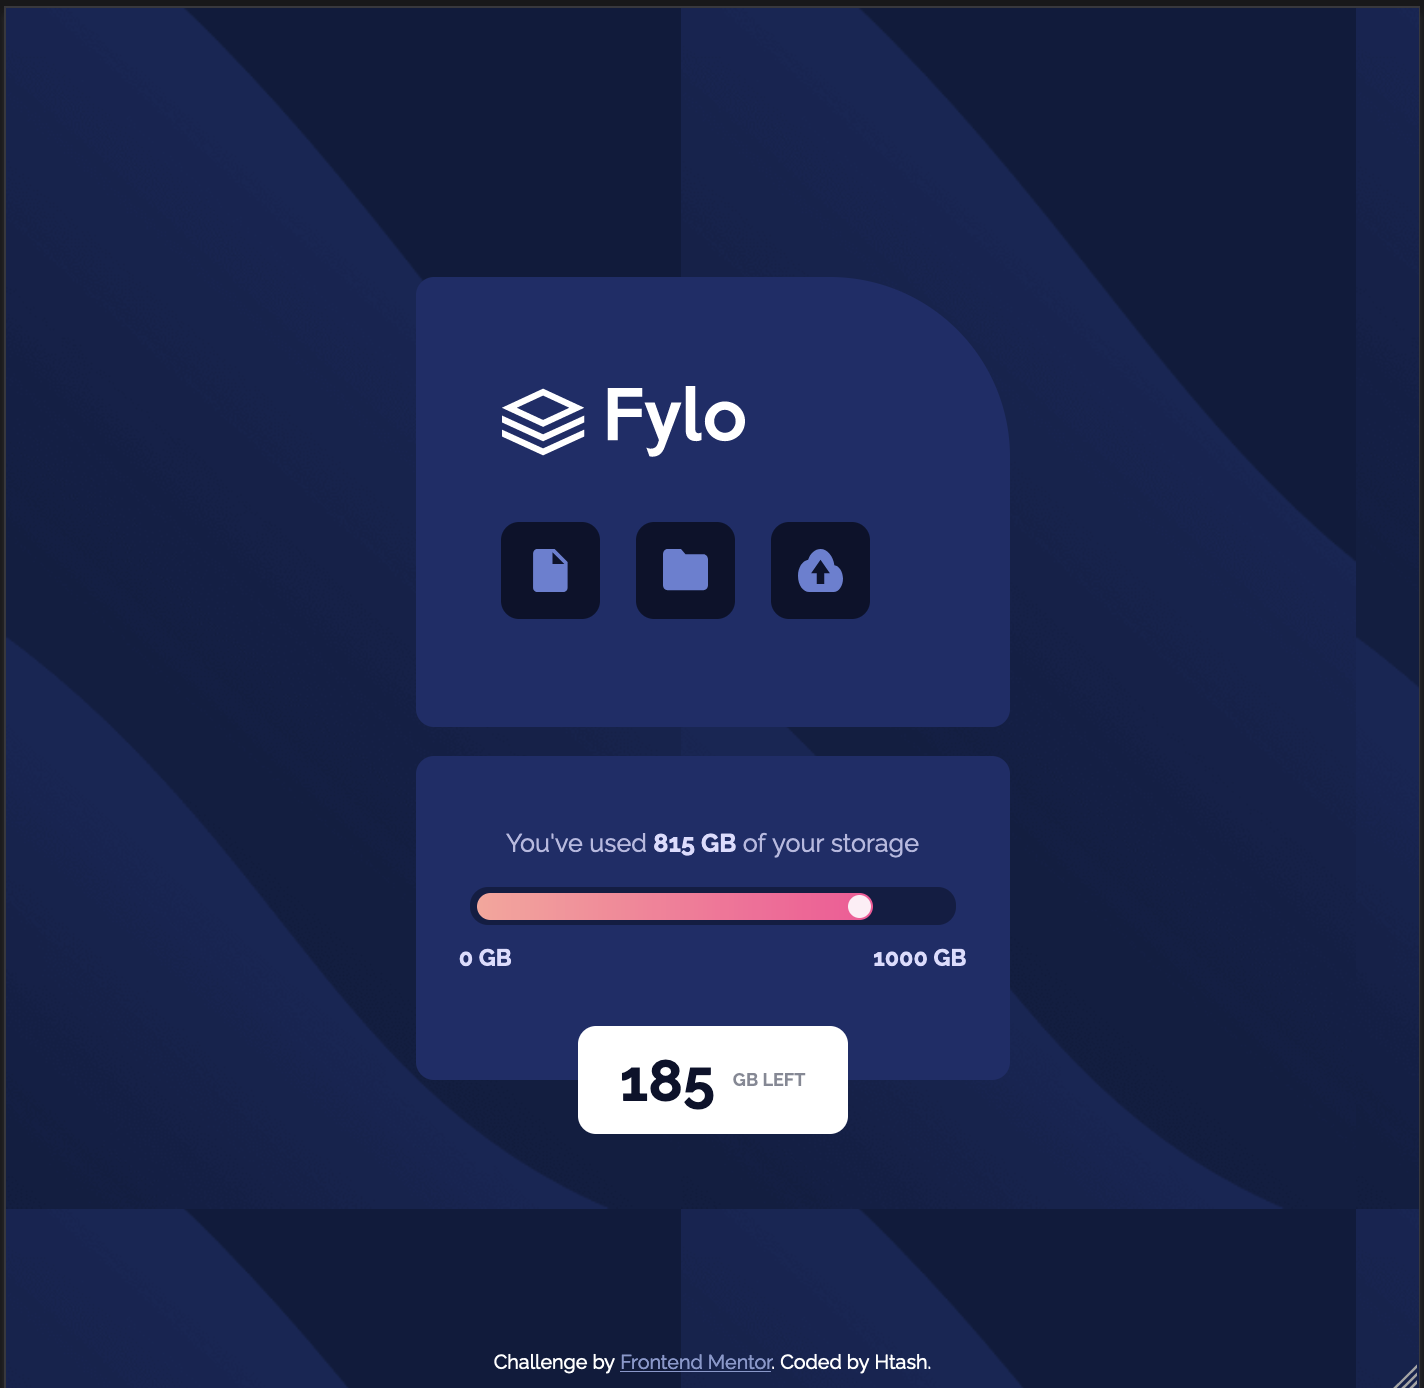 Fylo
You've used 815 GB of your storage
0 GB
1000 GB
185 GB LEFT
Challenge by Frontend Mentor. Coded by Htash.